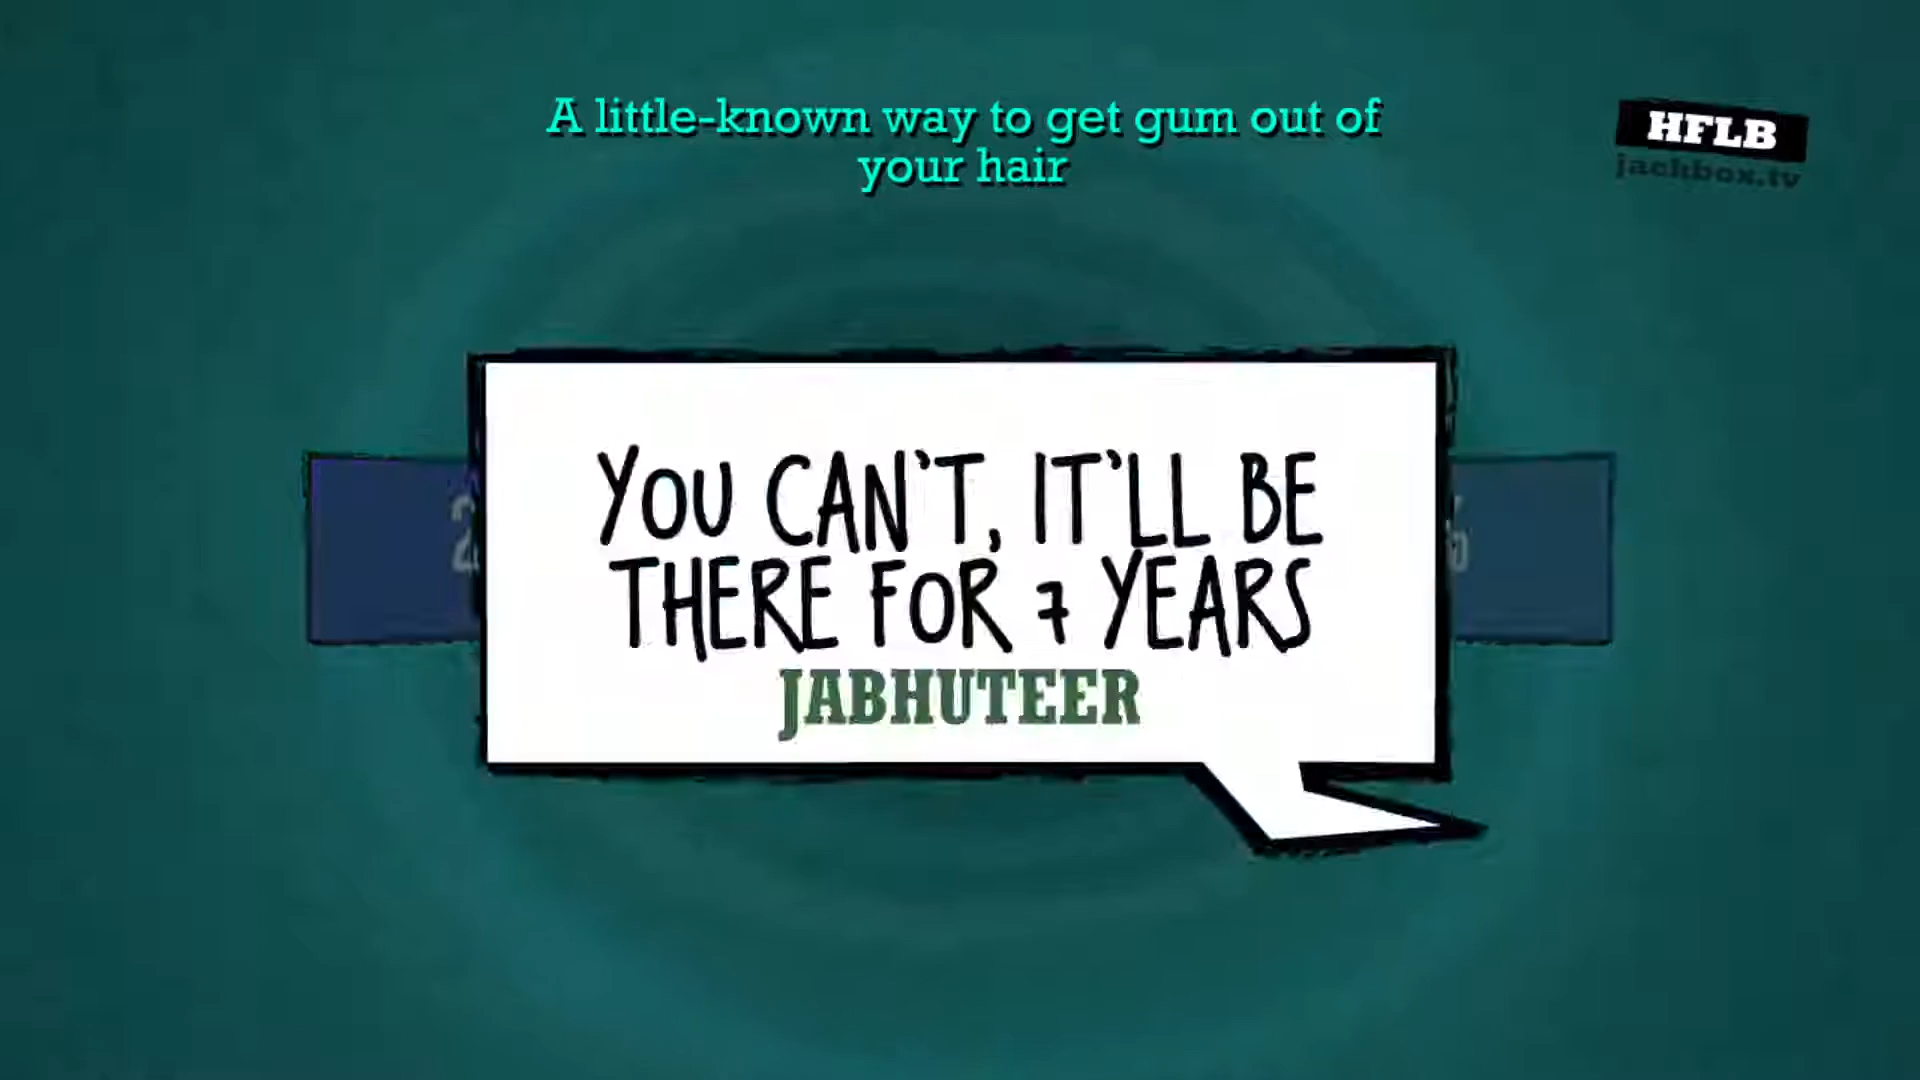 A little-known way to get gum out of
your hair
HFLB
jackbox.tv
YOU CAN'T, IT'LL BE
THERE FOR 7 YEARS
JABHUTEER